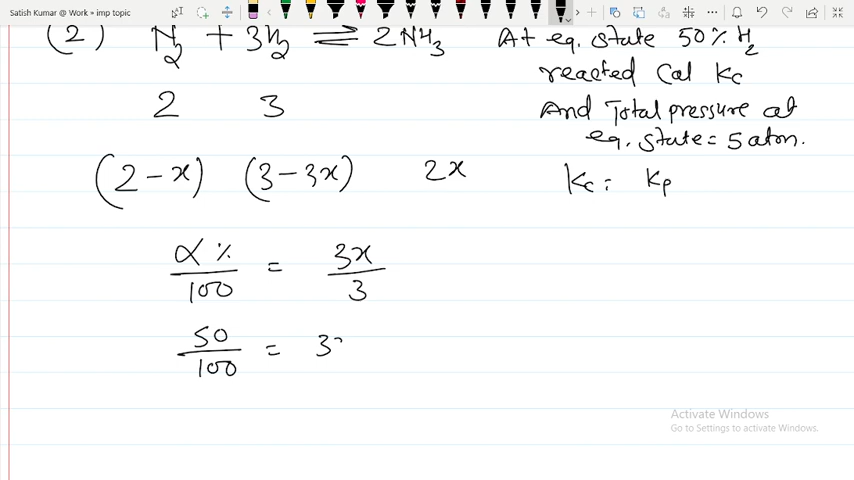 Satish Kumar @ Work » imp topic
(2) N2 + 3H2 ⇌ 2NH3
2 3
(2-x) (3-3x) 2x
α%/100 = 3x/3
50/100 = 3
At eq. state 50% H2
reacted Cal Kc
And Total pressure at
eq. state = 5 atm.
Kc = Kp
Activate Windows
Go to Settings to activate Windows.